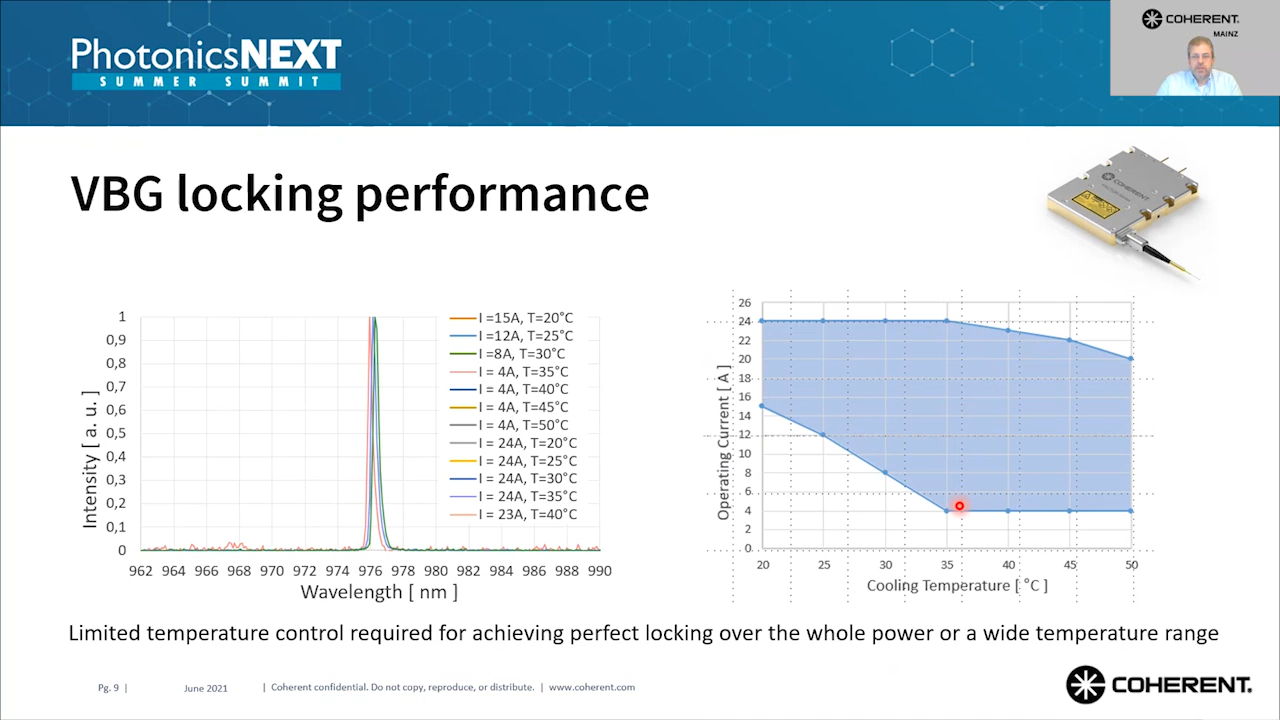 PhotonicsNEXT
SUMMER SUMMIT
COHERENT.
MAINZ
VBG locking performance
COHERENT
1
0,9
0,8
0,7
0,6
0,5
0,4
0,3
0,2
0,1
0
Intensity [ a. u. ]
962 964 966 968 970 972 974 976 978 980 982 984 986 988 990
Wavelength [ nm ]
I =15A, T=20°C
I =12A, T=25°C
I =8A, T=30°C
I = 4A, T=35°C
I = 4A, T=40°C
I = 4A, T=45°C
I = 4A, T=50°C
I = 24A, T=20°C
I = 24A, T=25°C
I = 24A, T=30°C
I = 24A, T=35°C
I = 23A, T=40°C
26
24
22
20
18
16
14
12
10
8
6
4
2
0
Operating Current [ A ]
20 25 30 35 40 45 50
Cooling Temperature [ °C ]
Limited temperature control required for achieving perfect locking over the whole power or a wide temperature range
Pg. 9 | June 2021 | Coherent confidential. Do not copy, reproduce, or distribute. | www.coherent.com
COHERENT.